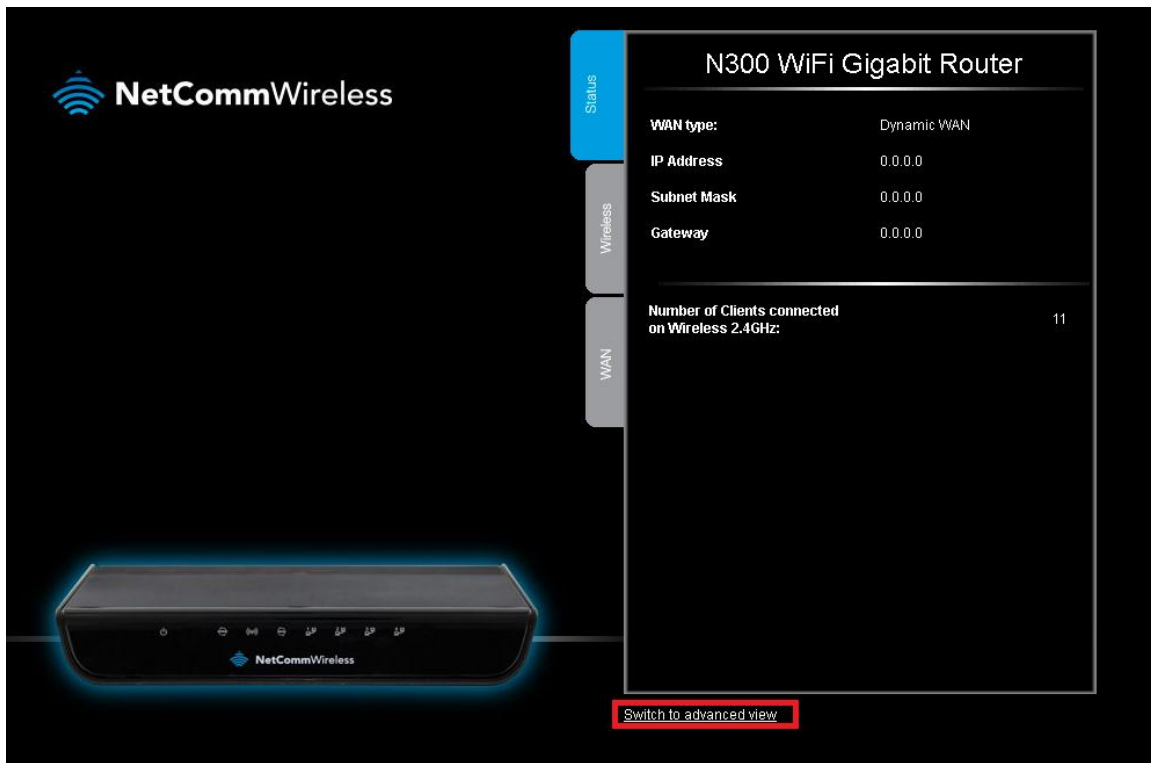 NetCommWireless
Status
Wireless
WAN
N300 WiFi Gigabit Router
WAN type: Dynamic WAN
IP Address 0.0.0.0
Subnet Mask 0.0.0.0
Gateway 0.0.0.0
Number of Clients connected
on Wireless 2.4GHz: 11
NetCommWireless
Switch to advanced view